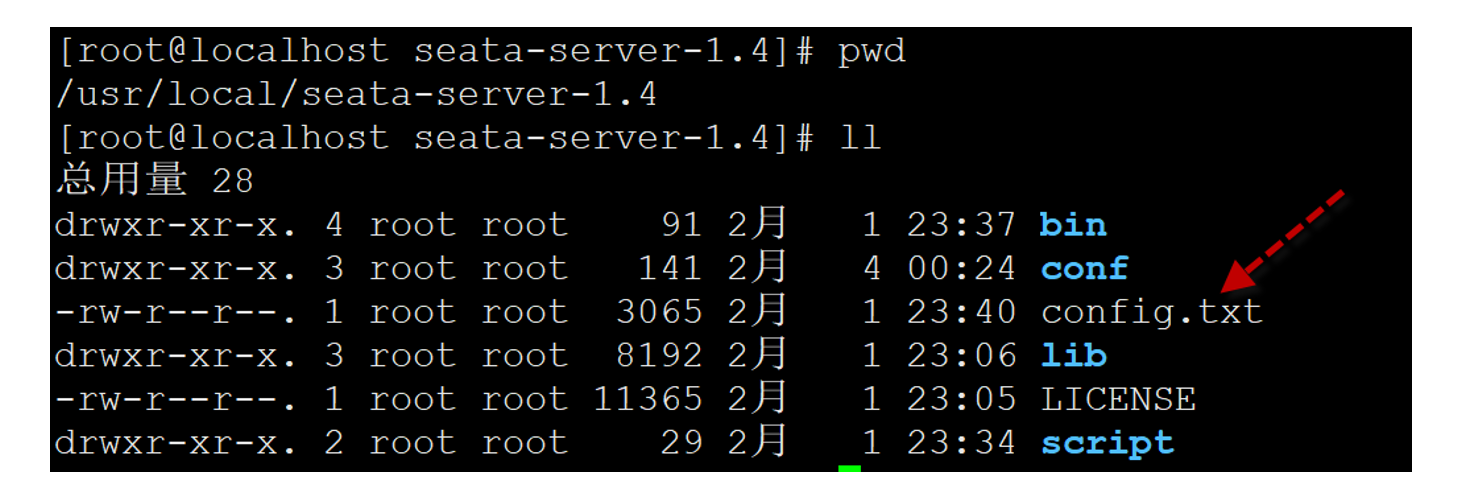 [root@localhost seata-server-1.4]# pwd
/usr/local/seata-server-1.4
[root@localhost seata-server-1.4]# ll
总用量 28
drwxr-xr-x. 4 root root    91 2月   1 23:37 bin
drwxr-xr-x. 3 root root   141 2月   4 00:24 conf
-rw-r--r--. 1 root root  3065 2月   1 23:40 config.txt
drwxr-xr-x. 3 root root  8192 2月   1 23:06 lib
-rw-r--r--. 1 root root 11365 2月   1 23:05 LICENSE
drwxr-xr-x. 2 root root    29 2月   1 23:34 script